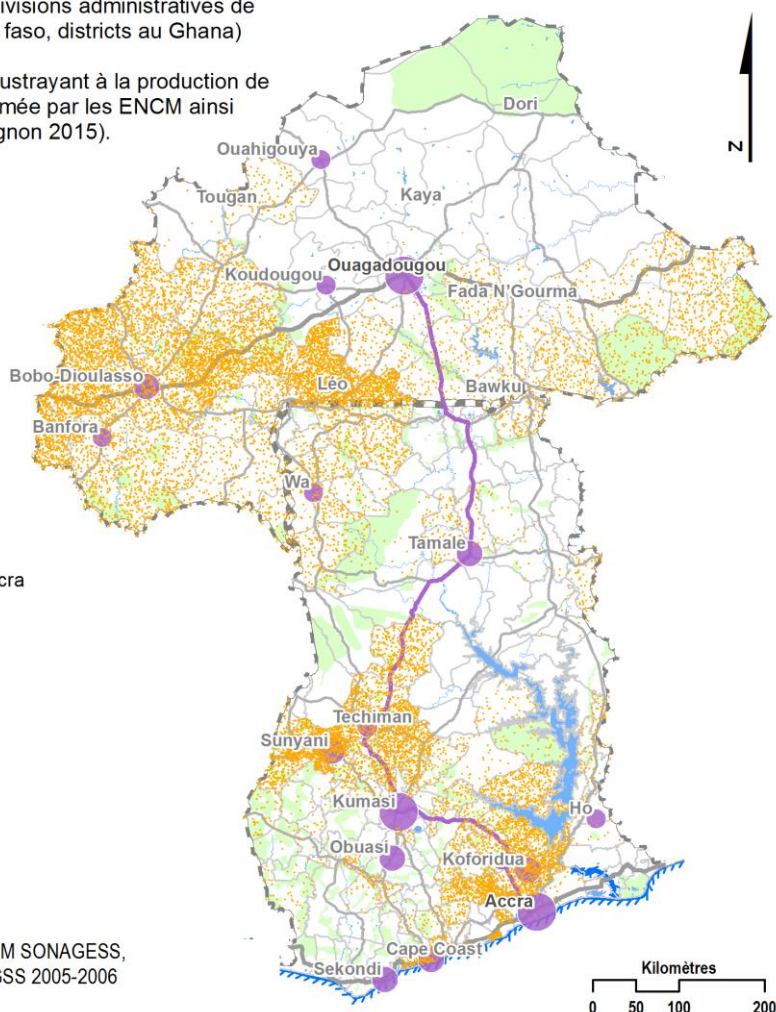 ivisions administratives de
faso, districts au Ghana)
ustrayant à la production de
mée par les ENCM ainsi
gnon 2015).
N
Dori
Ouahigouya
Tougan
Kaya
Koudougou
Ouagadougou
Fada N'Gourma
Bobo-Dioulasso
Léo
Bawku
Banfora
Wa
Tamale
cra
Techiman
Sunyani
Kumasi
Ho
Obuasi
Koforidua
Accra
Cape Coast
Sekondi
M SONAGESS,
GSS 2005-2006
Kilomètres
0 50 100 200